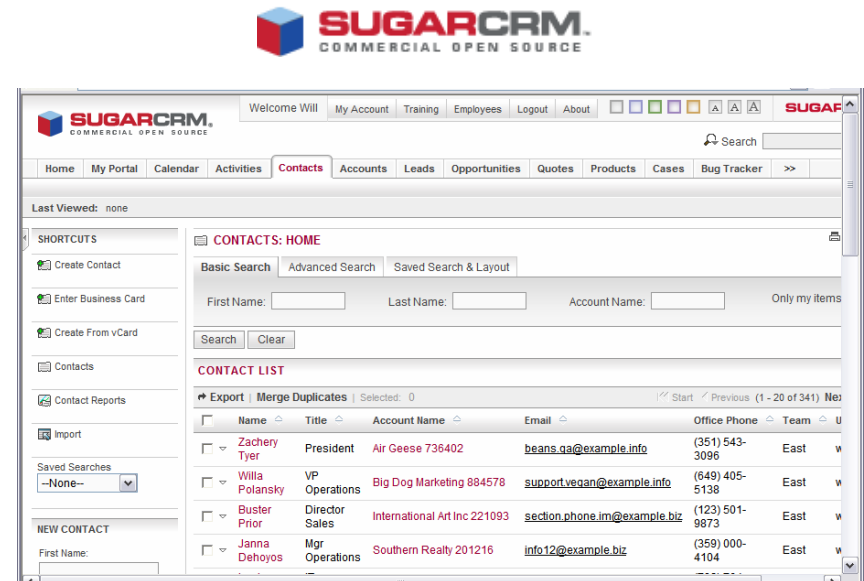 SUGARCRM.
COMMERCIAL OPEN SOURCE
SUGARCRM.
COMMERCIAL OPEN SOURCE
Welcome Will My Account Training Employees Logout About A A A SUGAR
Search
Home My Portal Calendar Activities Contacts Accounts Leads Opportunities Quotes Products Cases Bug Tracker >>
Last Viewed: none
SHORTCUTS
Create Contact
Enter Business Card
Create From vCard
Contacts
Contact Reports
Import
Saved Searches
--None--
NEW CONTACT
First Name:
CONTACTS: HOME
Basic Search Advanced Search Saved Search & Layout
First Name: Last Name: Account Name: Only my items
Search Clear
CONTACT LIST
Export | Merge Duplicates | Selected: 0 Start Previous (1 - 20 of 341)
Name Title Account Name Email Office Phone Team U
Zachery Tyer President Air Geese 736402 beans.qa@example.info (351) 543-3096 East
Willa Polansky VP Operations Big Dog Marketing 884578 support.vegan@example.info (649) 405-5138 East
Buster Prior Director Sales International Art Inc 221093 section.phone.im@example.biz (123) 501-9873 East
Janna Dehoyos Mgr Operations Southern Realty 201216 info12@example.biz (359) 000-4104 East